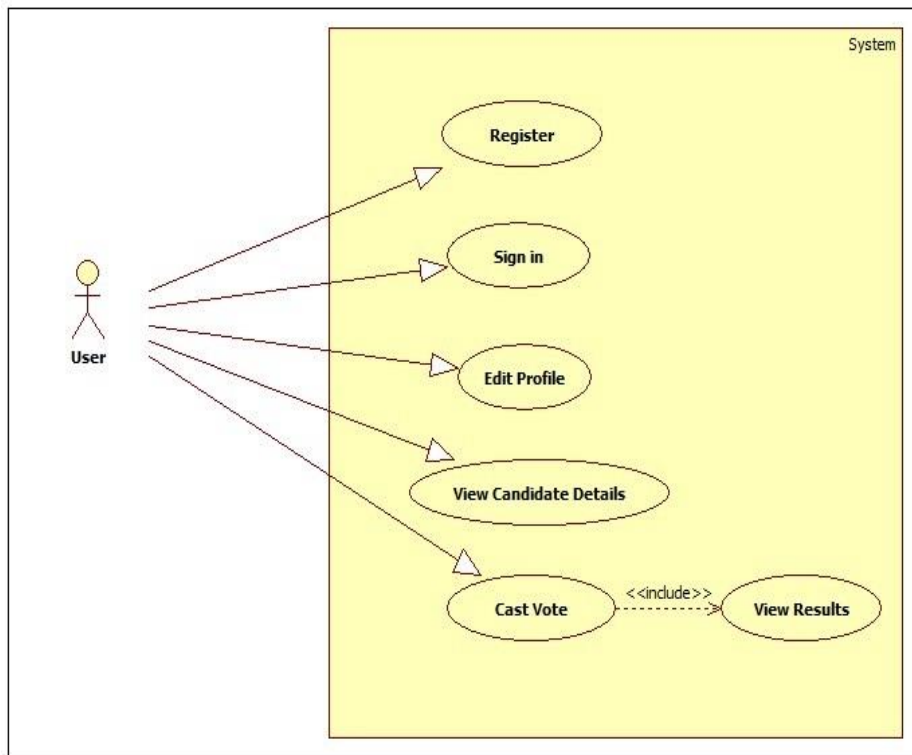 System
Register
Sign in
User
Edit Profile
View Candidate Details
<<include>>
Cast Vote
View Results